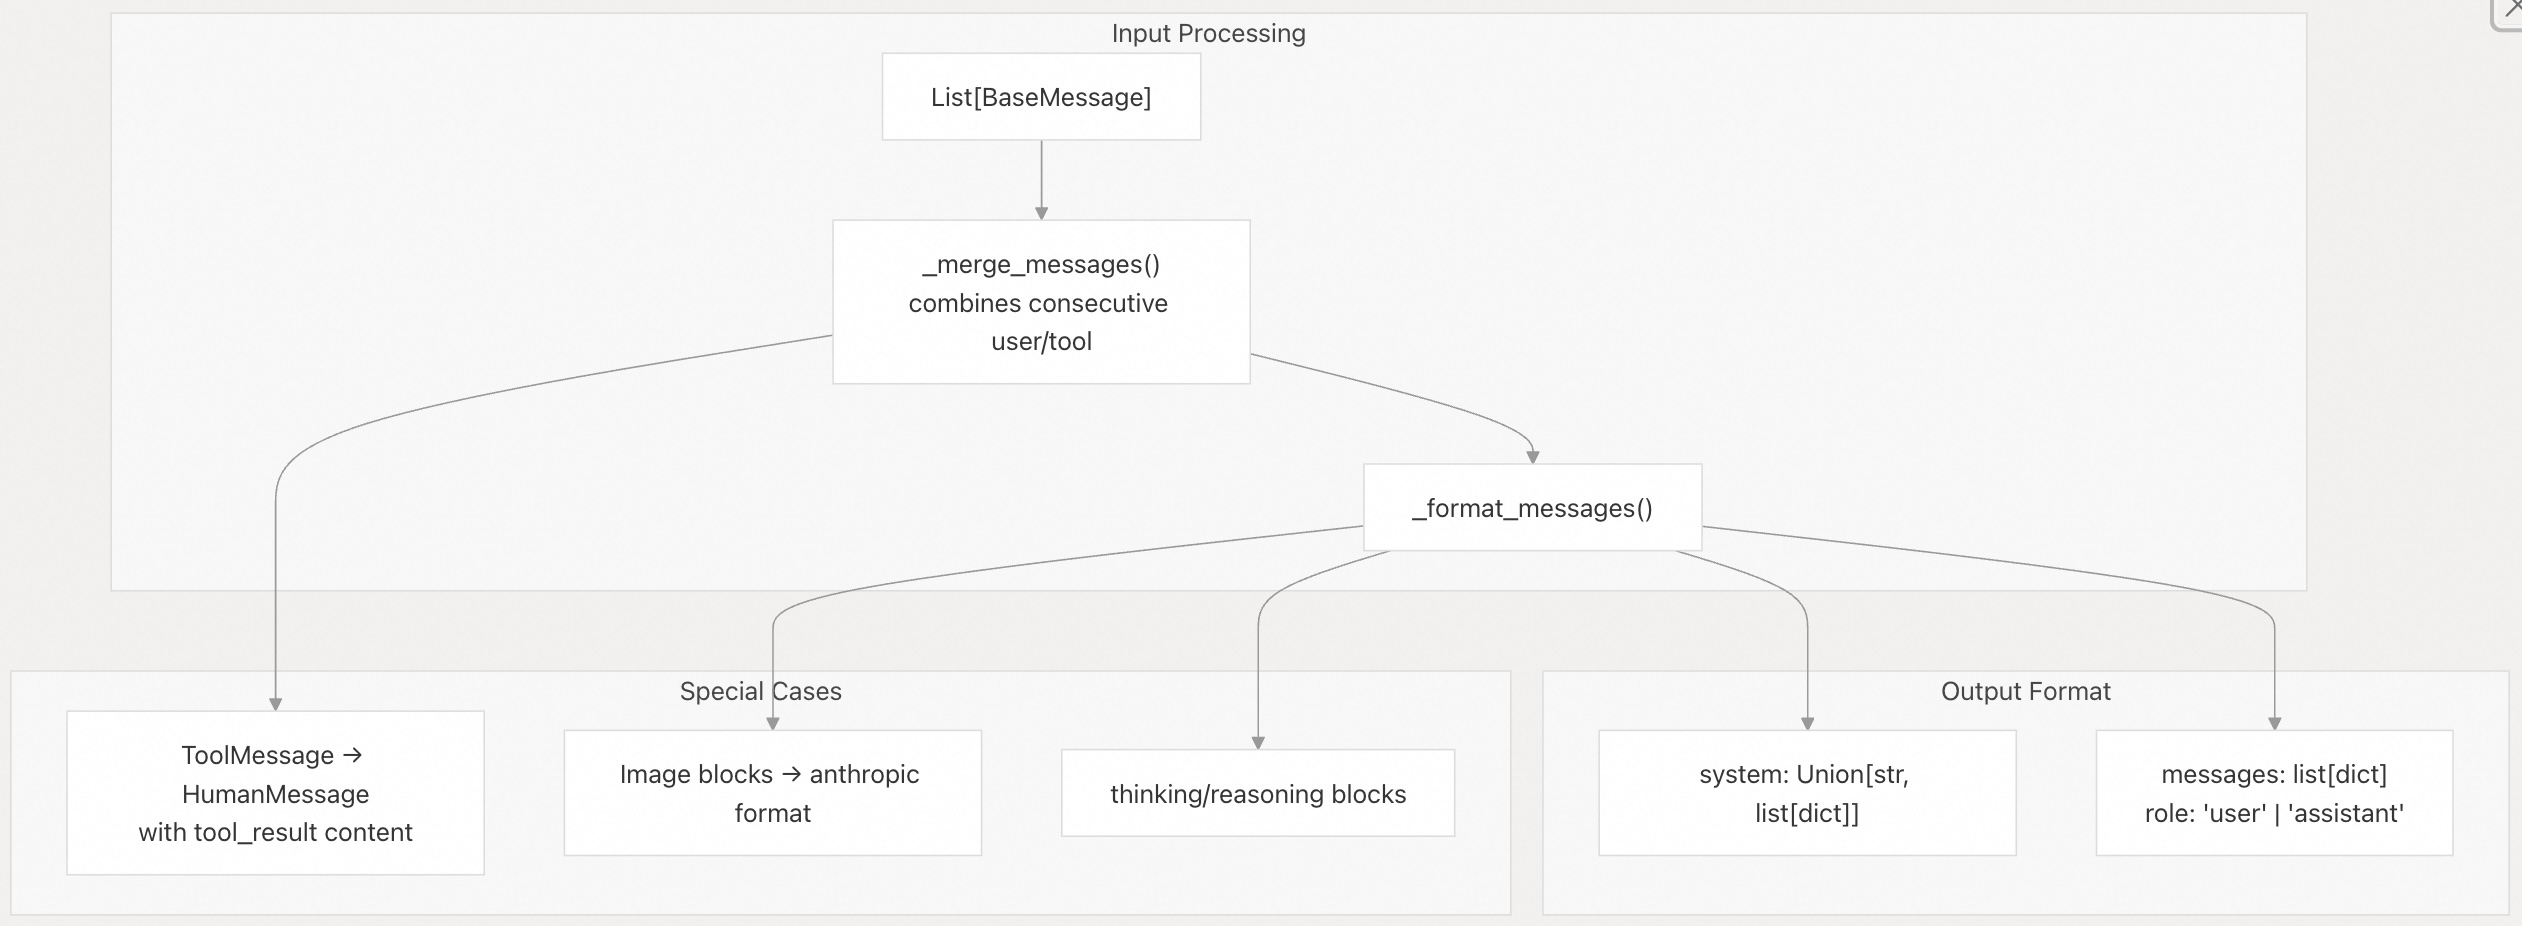 Input Processing
List[BaseMessage]
_merge_messages()
combines consecutive
user/tool
_format_messages()
Special Cases
ToolMessage →
HumanMessage
with tool_result content
Image blocks → anthropic
format
thinking/reasoning blocks
Output Format
system: Union[str,
list[dict]]
messages: list[dict]
role: 'user' | 'assistant'